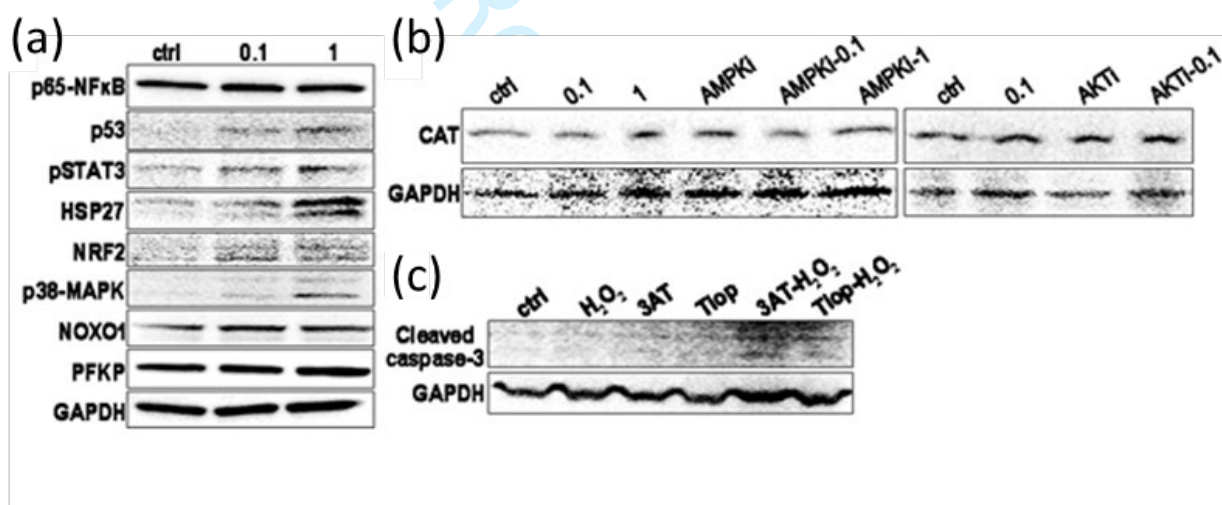 (a)
ctrl 0.1 1
p65-NFκB
p53
pSTAT3
HSP27
NRF2
p38-MAPK
NOXO1
PFKP
GAPDH
(b)
ctrl 0.1 1 AMPKi AMPKi-0.1 AMPKi-1 ctrl 0.1 AKTi AKTi-0.1
CAT
GAPDH
(c)
ctrl H₂O₂ 3AT Tiop 3AT-H₂O₂ Tiop-H₂O₂
Cleaved
caspase-3
GAPDH